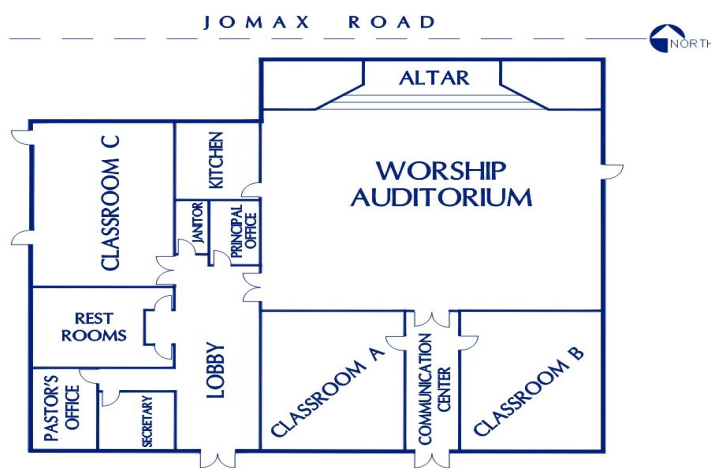 JOMAX ROAD
NORTH
ALTAR
CLASSROOM C
KITCHEN
WORSHIP
AUDITORIUM
JANITOR
PRINCIPAL
OFFICE
REST
ROOMS
LOBBY
CLASSROOM A
COMMUNICATION
CENTER
CLASSROOM B
PASTOR'S
OFFICE
SECRETARY